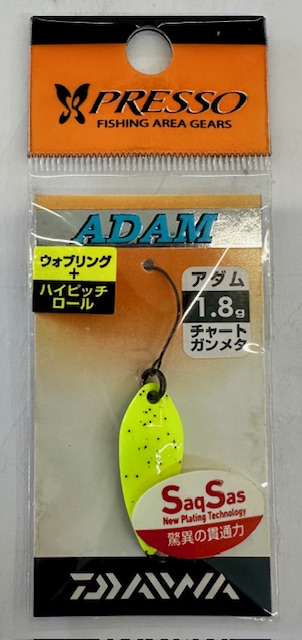 PRESSO
FISHING AREA GEARS
ADAM
ウォブリング
+
ハイピッチ
ロール
アダム
1.8g
チャート
ガンメタ
SaqSas
New Plating Technology
驚異の貫通力
DAIWA